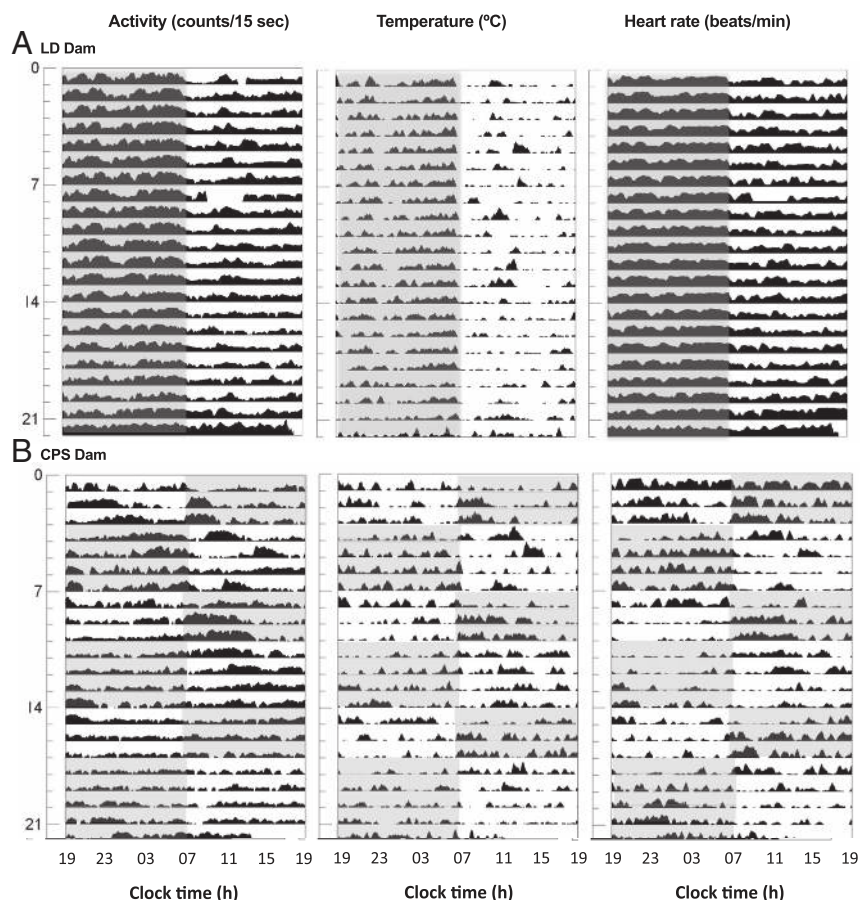 Activity (counts/15 sec) Temperature (ºC) Heart rate (beats/min)
A LD Dam
0
7
14
21
B CPS Dam
0
7
14
21
19 23 03 07 11 15 19 19 23 03 07 11 15 19 19 23 03 07 11 15 19
Clock time (h) Clock time (h) Clock time (h)